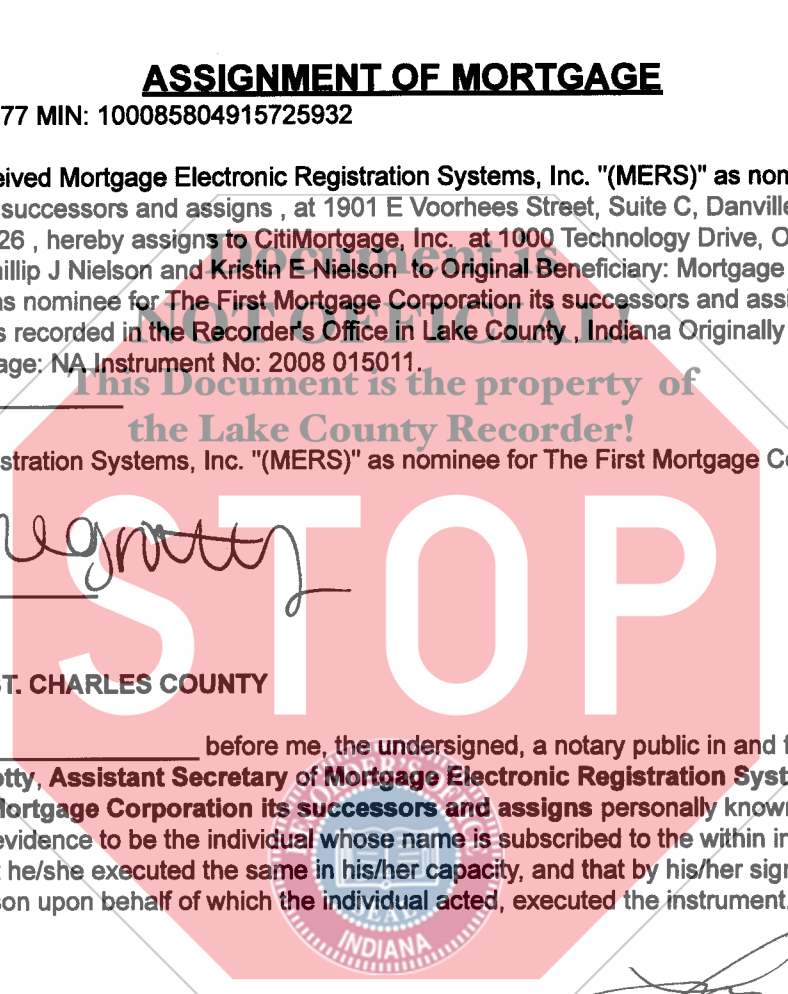 ASSIGNMENT OF MORTGAGE
77 MIN: 100085804915725932
eived Mortgage Electronic Registration Systems, Inc. "(MERS)" as nom
successors and assigns , at 1901 E Voorhees Street, Suite C, Danville
26 , hereby assigns to CitiMortgage, Inc. at 1000 Technology Drive, O
Document is
hillip J Nielson and Kristin E Nielson to Original Beneficiary: Mortgage
as nominee for The First Mortgage Corporation its successors and assi
NOT OFFICIAL!
s recorded in the Recorder's Office in Lake County , Indiana Originally
age: NA Instrument No: 2008 015011.
This Document is the property of
the Lake County Recorder!
stration Systems, Inc. "(MERS)" as nominee for The First Mortgage Co
STOP
ST. CHARLES COUNTY
before me, the undersigned, a notary public in and f
otty, Assistant Secretary of Mortgage Electronic Registration Syst
Mortgage Corporation its successors and assigns personally known
evidence to be the individual whose name is subscribed to the within in
t he/she executed the same in his/her capacity, and that by his/her sign
son upon behalf of which the individual acted, executed the instrument.
RECORDER'S OFFICE
SEAL
INDIANA